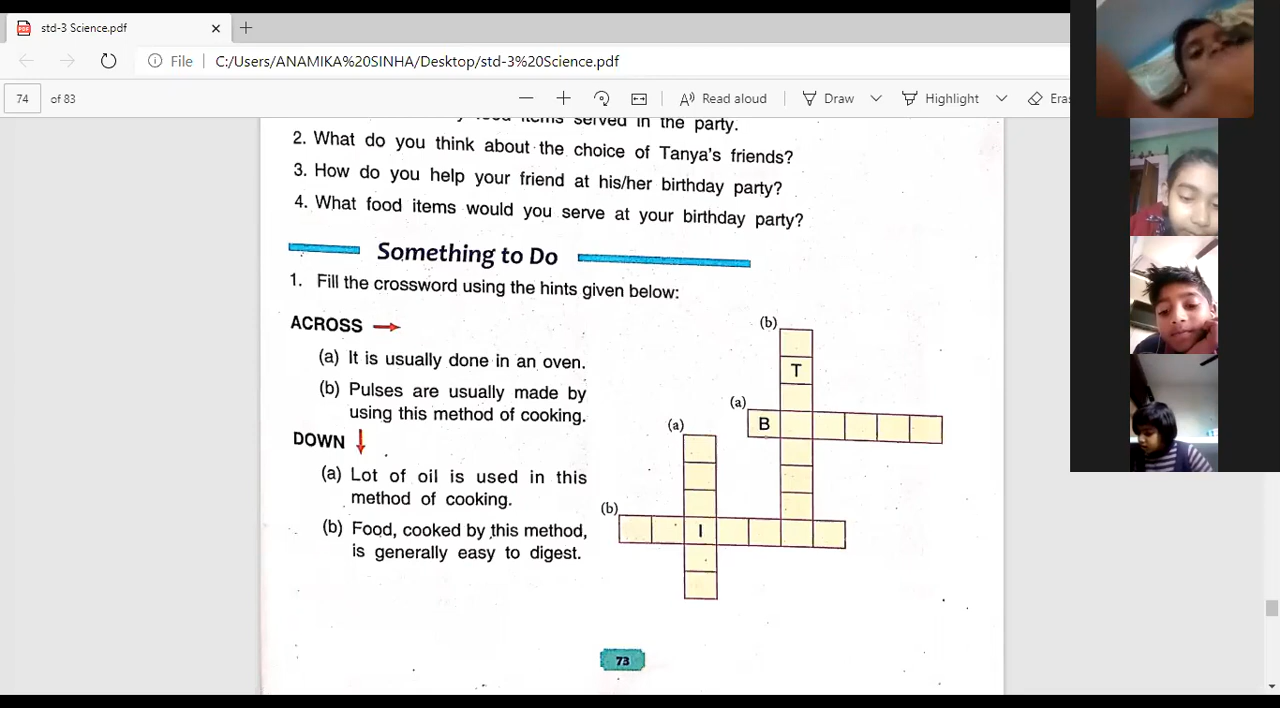 std-3 Science.pdf
File
C:/Users/ANAMIKA%20SINHA/Desktop/std-3%20Science.pdf
74 of 83
Read aloud
Draw
Highlight
items served in the party.
2. What do you think about the choice of Tanya's friends?
3. How do you help your friend at his/her birthday party?
4. What food items would you serve at your birthday party?
Something to Do
1. Fill the crossword using the hints given below:
ACROSS
(a) It is usually done in an oven.
(b) Pulses are usually made by
using this method of cooking.
DOWN
(a) Lot of oil is used in this
method of cooking.
(b) Food, cooked by this method,
is generally easy to digest.
(b)
T
(a)
B
(a)
(b)
I
73